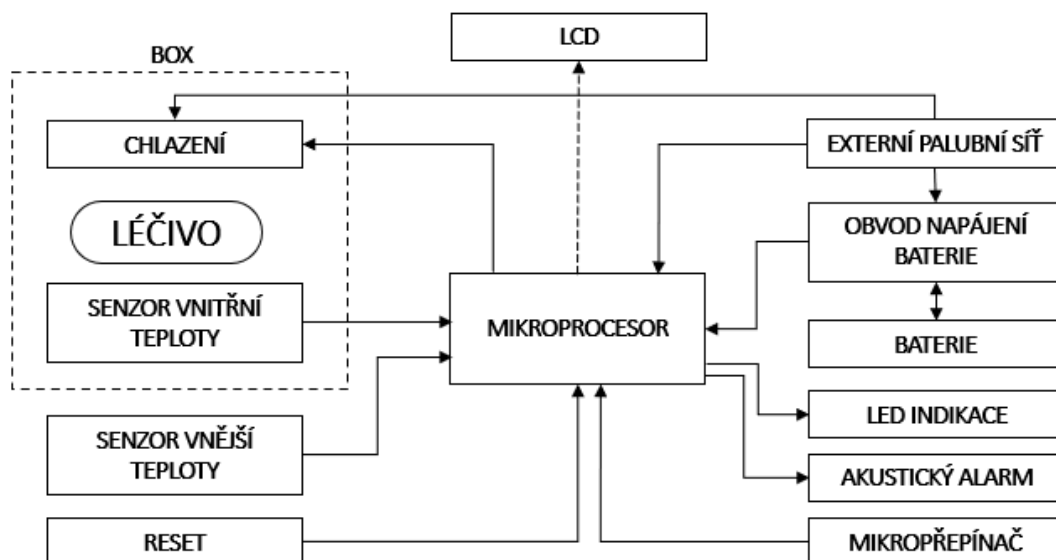 LCD
BOX
CHLAZENÍ
EXTERNÍ PALUBNÍ SÍŤ
LÉČIVO
OBVOD NAPÁJENÍ
BATERIE
SENZOR VNITŘNÍ
TEPLOTY
MIKROPROCESOR
BATERIE
LED INDIKACE
SENZOR VNĚJŠÍ
TEPLOTY
AKUSTICKÝ ALARM
RESET
MIKROPŘEPÍNAČ